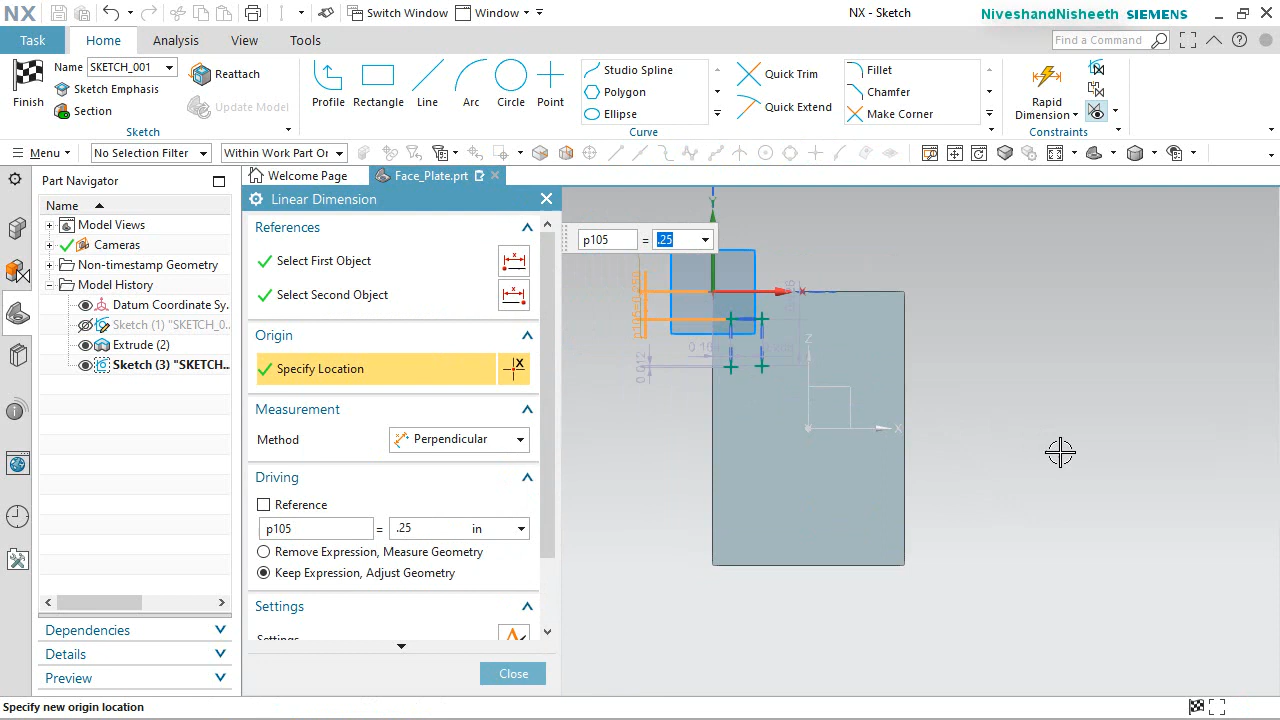 NX
Switch Window
Window
NX - Sketch
NiveshandNisheeth SIEMENS
Task
Home
Analysis
View
Tools
Find a Command
Finish
Name SKETCH_001
Sketch Emphasis
Section
Reattach
Update Model
Sketch
Profile
Rectangle
Line
Arc
Circle
Point
Studio Spline
Polygon
Ellipse
Quick Trim
Quick Extend
Fillet
Chamfer
Make Corner
Curve
Rapid
Dimension
Constraints
Menu
No Selection Filter
Within Work Part Or
Part Navigator
Welcome Page
Face_Plate.prt
Name
Model Views
Cameras
Non-timestamp Geometry
Model History
Datum Coordinate Sy...
Sketch (1) "SKETCH_0...
Extrude (2)
Sketch (3) "SKETCH...
Dependencies
Details
Preview
Linear Dimension
References
Select First Object
Select Second Object
Origin
Specify Location
Measurement
Method Perpendicular
Driving
Reference
p105 = .25 in
Remove Expression, Measure Geometry
Keep Expression, Adjust Geometry
Settings
Close
p105 = .25
Y
X
Z
X
Specify new origin location